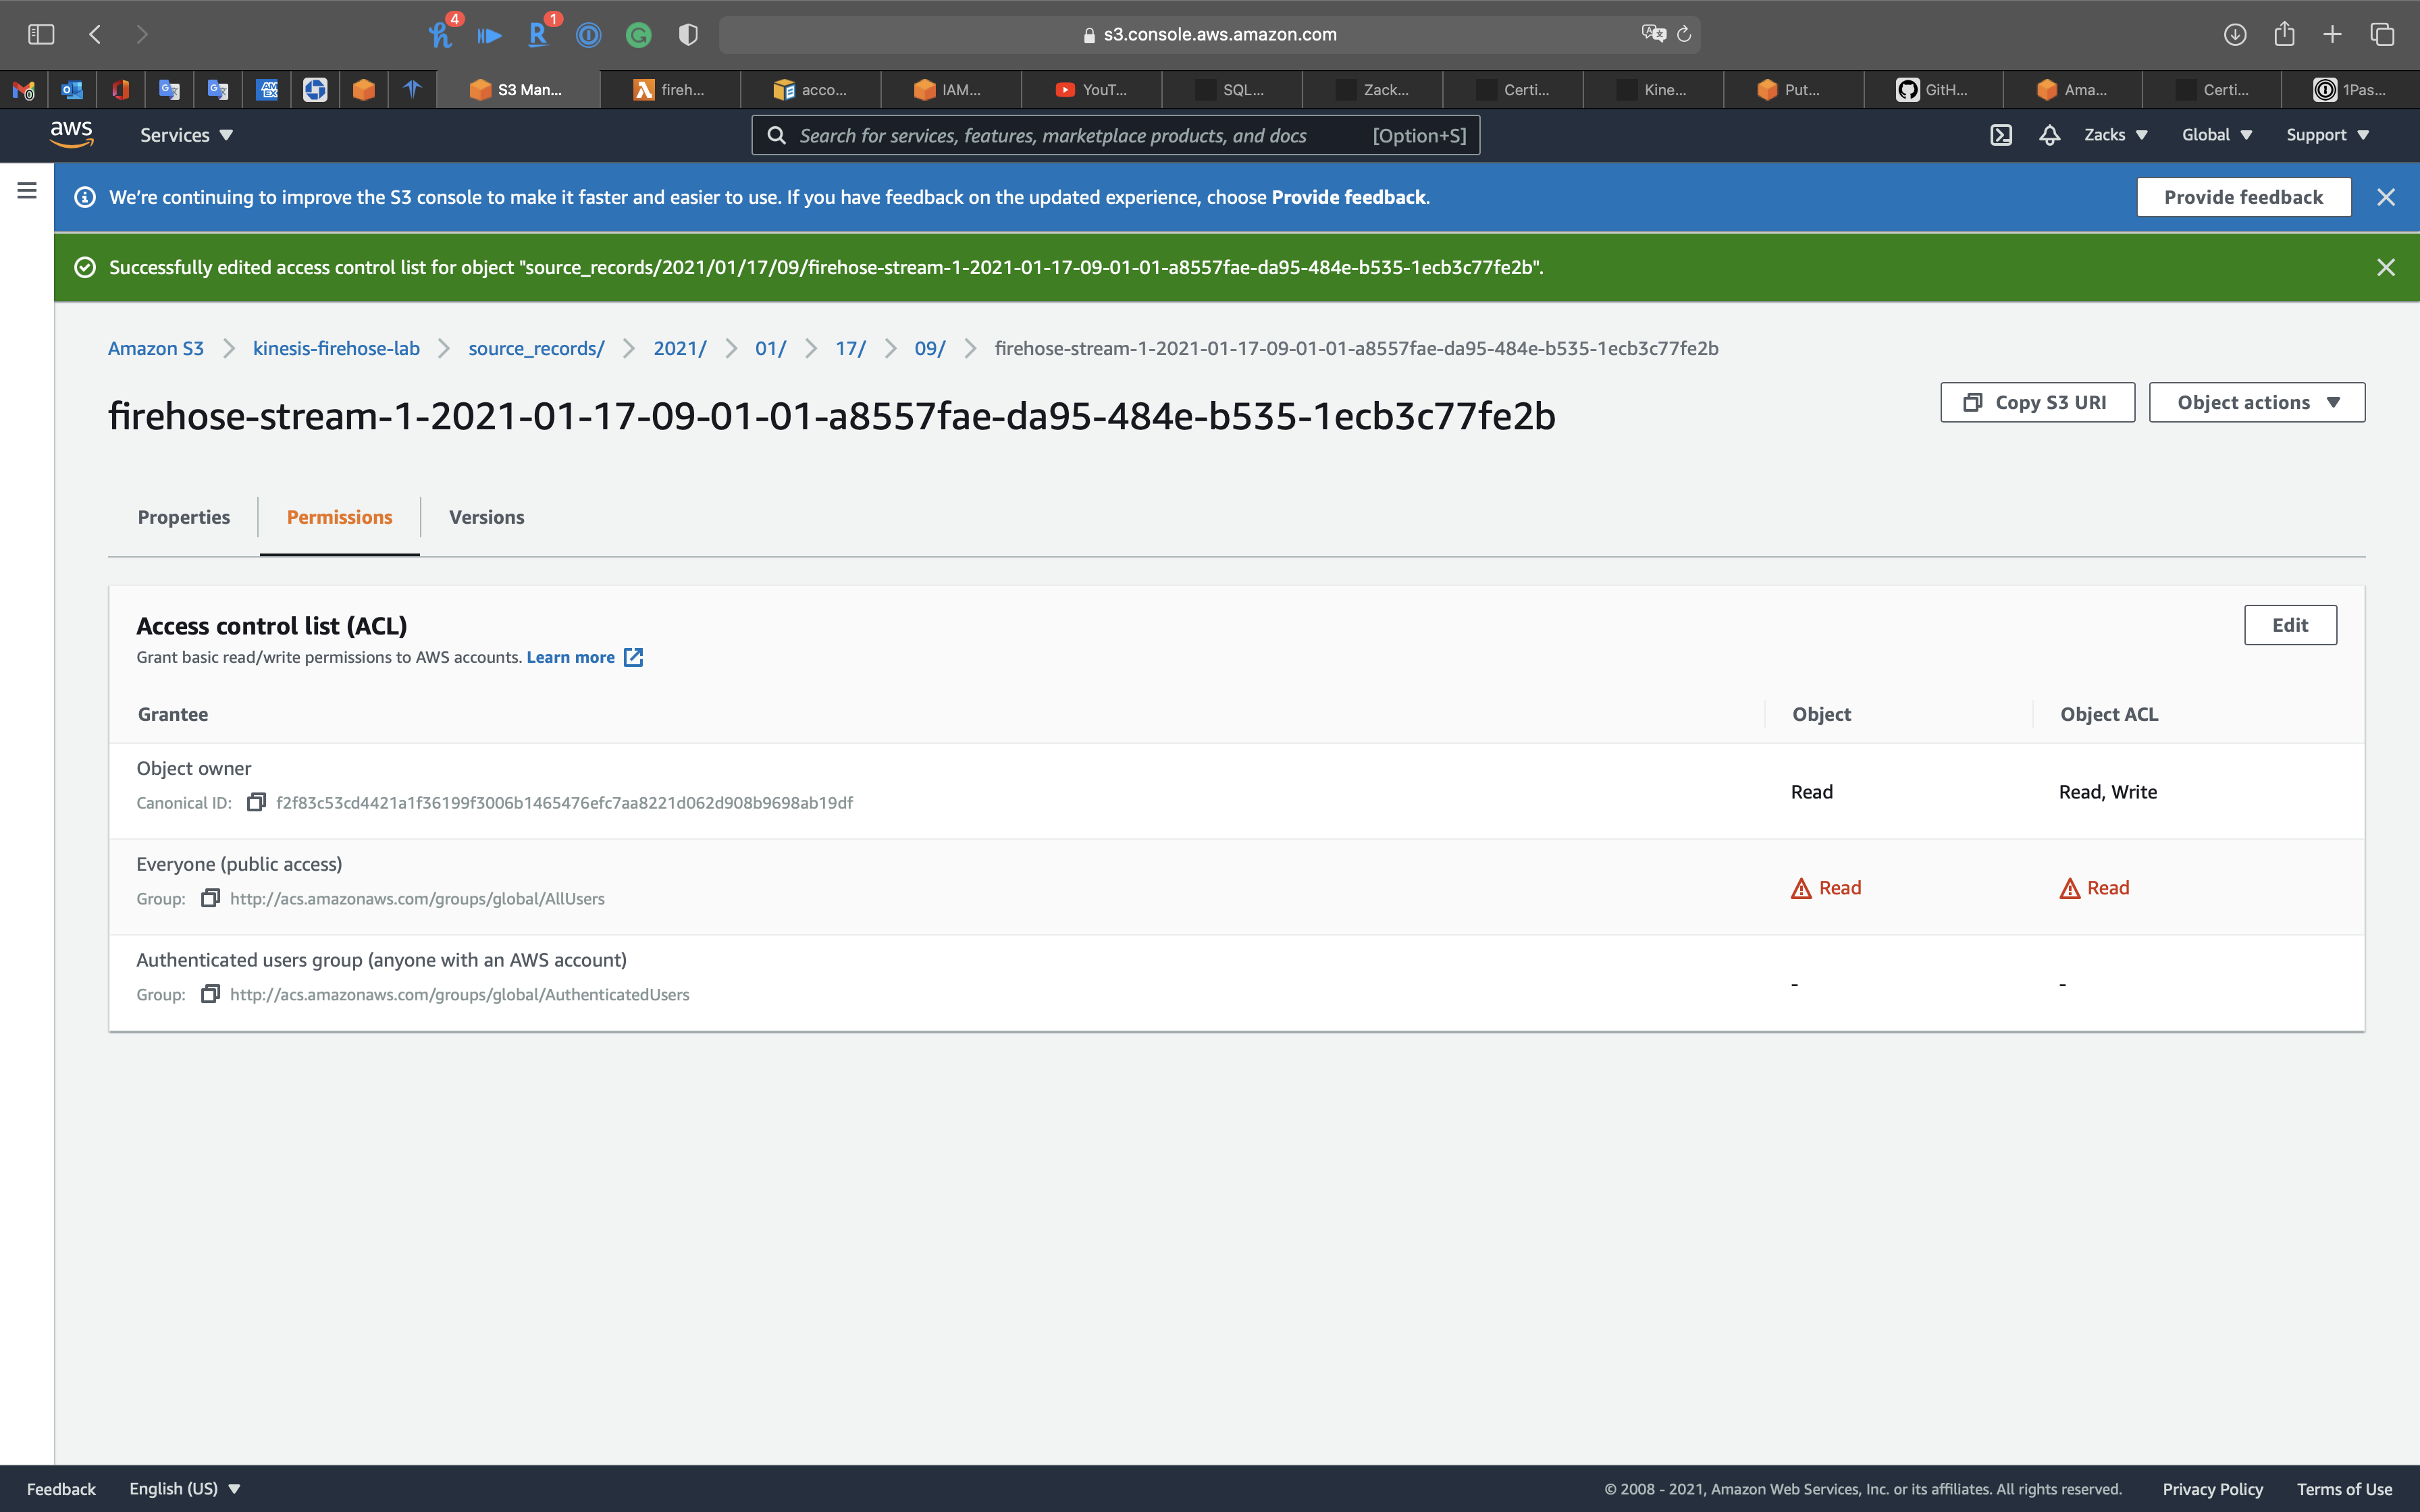 4
1
s3.console.aws.amazon.com
S3 Man...
fireh...
acco...
IAM...
YouT...
SQL...
Zack...
Certi...
Kine...
Put...
GitH...
Ama...
Certi...
1Pas...
aws
Services
Search for services, features, marketplace products, and docs [Option+S]
Zacks
Global
Support
We're continuing to improve the S3 console to make it faster and easier to use. If you have feedback on the updated experience, choose Provide feedback.
Provide feedback
Successfully edited access control list for object "source_records/2021/01/17/09/firehose-stream-1-2021-01-17-09-01-01-a8557fae-da95-484e-b535-1ecb3c77fe2b".
Amazon S3 > kinesis-firehose-lab > source_records/ > 2021/ > 01/ > 17/ > 09/ > firehose-stream-1-2021-01-17-09-01-01-a8557fae-da95-484e-b535-1ecb3c77fe2b
firehose-stream-1-2021-01-17-09-01-01-a8557fae-da95-484e-b535-1ecb3c77fe2b
Copy S3 URI
Object actions
Properties
Permissions
Versions
Access control list (ACL)
Edit
Grant basic read/write permissions to AWS accounts. Learn more
Grantee
Object
Object ACL
Object owner
Canonical ID: f2f83c53cd4421a1f36199f3006b1465476efc7aa8221d062d908b9698ab19df
Read
Read, Write
Everyone (public access)
Group: http://acs.amazonaws.com/groups/global/AllUsers
Read
Read
Authenticated users group (anyone with an AWS account)
Group: http://acs.amazonaws.com/groups/global/AuthenticatedUsers
-
-
Feedback
English (US)
© 2008 - 2021, Amazon Web Services, Inc. or its affiliates. All rights reserved.
Privacy Policy
Terms of Use